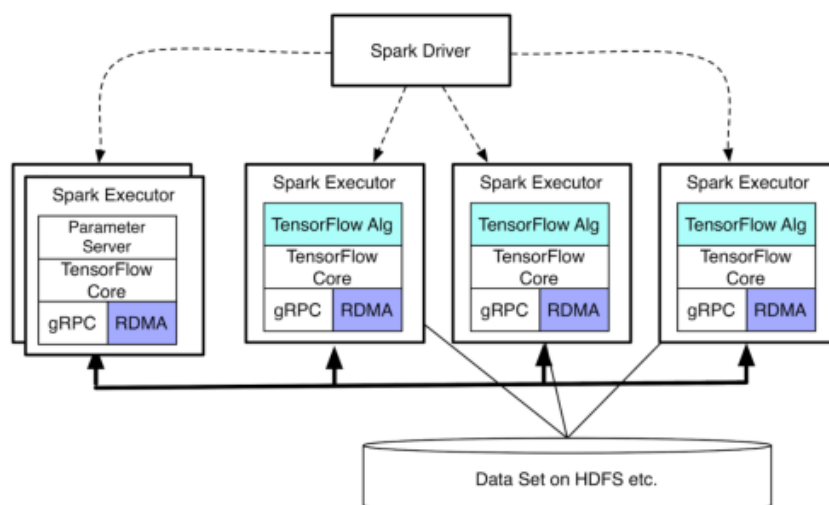 Spark Driver
Spark Executor
Parameter
Server
TensorFlow
Core
gRPC
RDMA
Spark Executor
TensorFlow Alg
TensorFlow
Core
gRPC
RDMA
Spark Executor
TensorFlow Alg
TensorFlow
Core
gRPC
RDMA
Spark Executor
TensorFlow Alg
TensorFlow
Core
gRPC
RDMA
Data Set on HDFS etc.